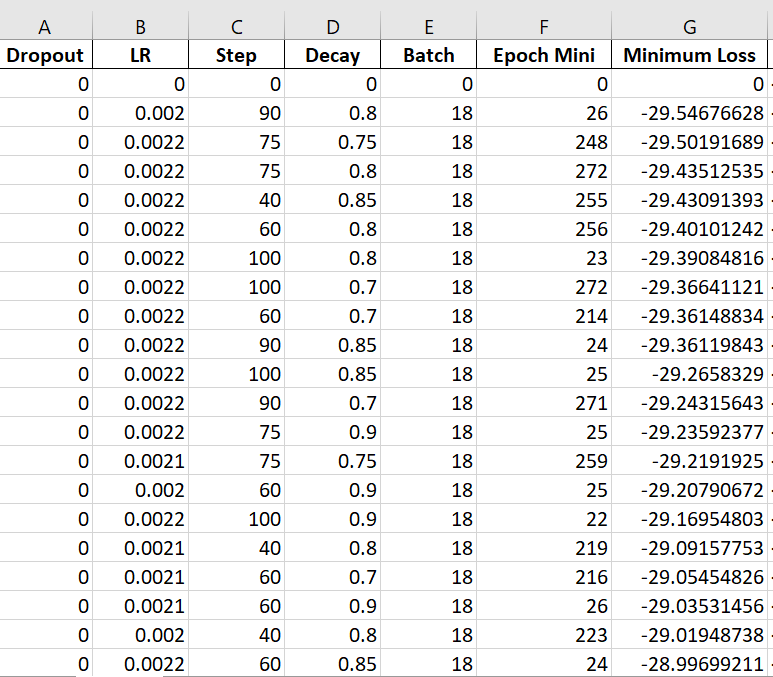 A B C D E F G
Dropout LR Step Decay Batch Epoch Mini Minimum Loss
0 0 0 0 0 0 0
0 0.002 90 0.8 18 26 -29.54676628
0 0.0022 75 0.75 18 248 -29.50191689
0 0.0022 75 0.8 18 272 -29.43512535
0 0.0022 40 0.85 18 255 -29.43091393
0 0.0022 60 0.8 18 256 -29.40101242
0 0.0022 100 0.8 18 23 -29.39084816
0 0.0022 100 0.7 18 272 -29.36641121
0 0.0022 60 0.7 18 214 -29.36148834
0 0.0022 90 0.85 18 24 -29.36119843
0 0.0022 100 0.85 18 25 -29.2658329
0 0.0022 90 0.7 18 271 -29.24315643
0 0.0022 75 0.9 18 25 -29.23592377
0 0.0021 75 0.75 18 259 -29.2191925
0 0.002 60 0.9 18 25 -29.20790672
0 0.0022 100 0.9 18 22 -29.16954803
0 0.0021 40 0.8 18 219 -29.09157753
0 0.0021 60 0.7 18 216 -29.05454826
0 0.0021 60 0.9 18 26 -29.03531456
0 0.002 40 0.8 18 223 -29.01948738
0 0.0022 60 0.85 18 24 -28.99699211